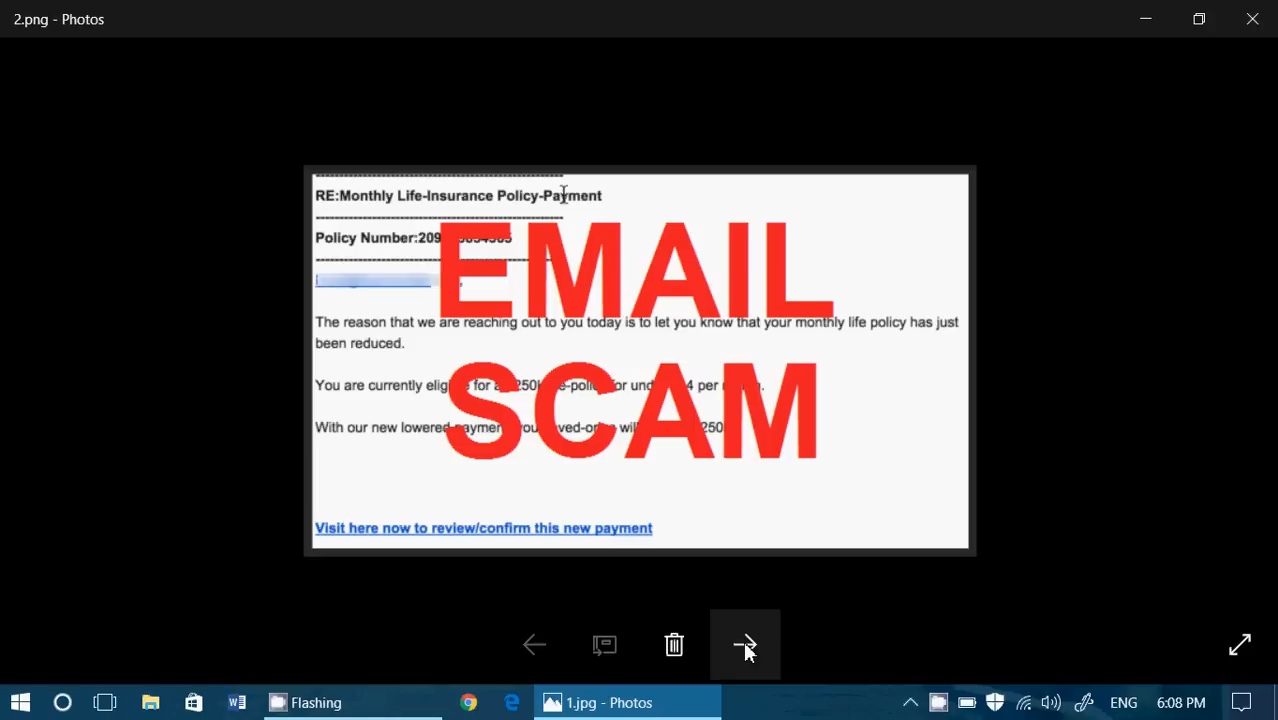 2.png - Photos
RE:Monthly Life-Insurance Policy-Payment
Policy Number:209
EMAIL
The reason that we are reaching out to you today is to let you know that your monthly life policy has just
been reduced.
SCAM
You are currently for a per
With our new lowered payment
Visit here now to review/confirm this new payment
Flashing
1.jpg - Photos
ENG
6:08 PM